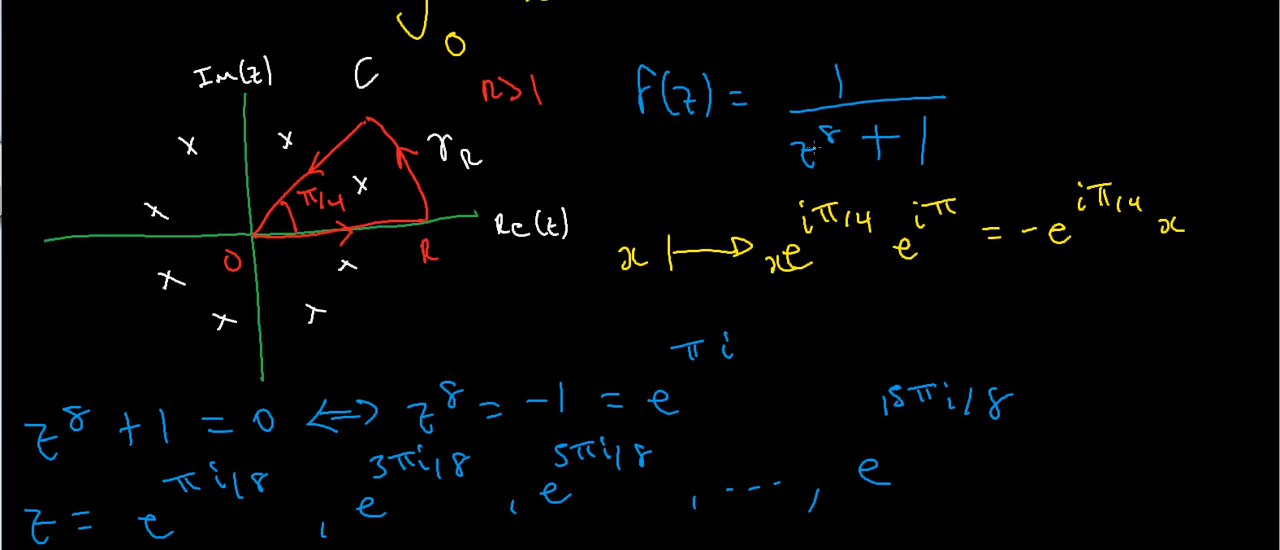 ∫₀
Im(z)
C
R>1
f(z) = 1/(z⁸ + 1)
γ_R
π/4
Re(z)
0
R
x ↦ xe^{iπ/4} e^{iπ} = -e^{iπ/4} x
z⁸ + 1 = 0 ⟺ z⁸ = -1 = e^{πi}
z = e^{πi/8}, e^{3πi/8}, e^{5πi/8}, ..., e^{15πi/8}